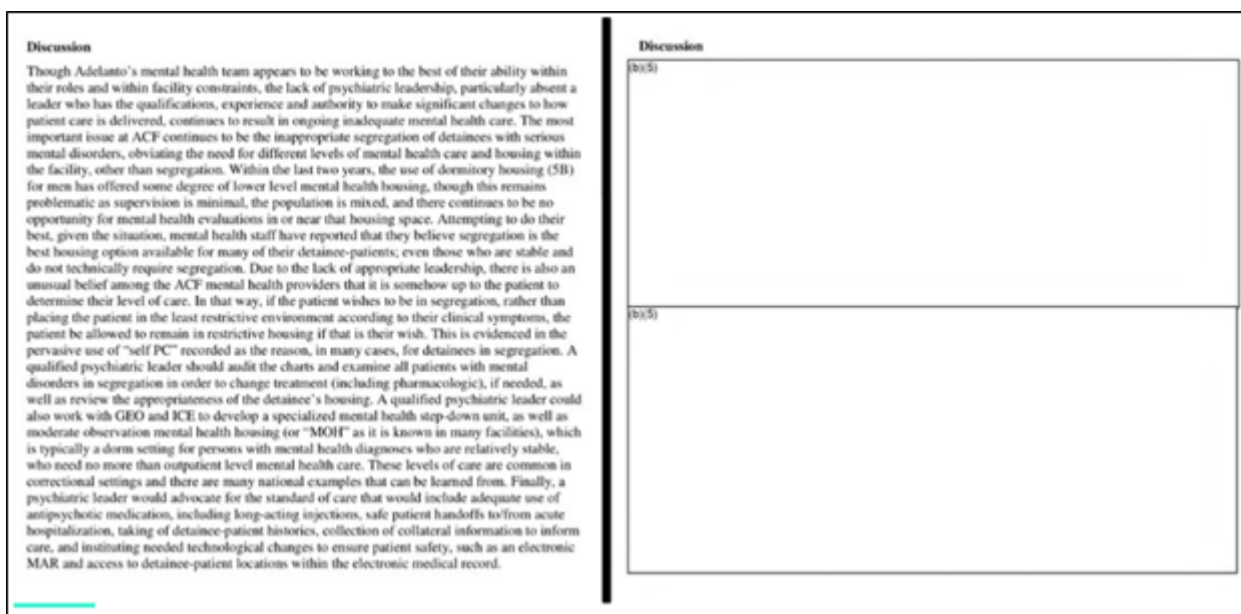 Discussion
Though Adelanto's mental health team appears to be working to the best of their ability within
their roles and within facility constraints, the lack of psychiatric leadership, particularly absent a
leader who has the qualifications, experience and authority to make significant changes to how
patient care is delivered, continues to result in ongoing inadequate mental health care. The most
important issue at ACF continues to be the inappropriate segregation of detainees with serious
mental disorders, obviating the need for different levels of mental health care and housing within
the facility, other than segregation. Within the last two years, the use of dormitory housing (5B)
for men has offered some degree of lower level mental health housing, though this remains
problematic as supervision is minimal, the population is mixed, and there continues to be no
opportunity for mental health evaluations in or near that housing space. Attempting to do their
best, given the situation, mental health staff have reported that they believe segregation is the
best housing option available for many of their detainee-patients; even those who are stable and
do not technically require segregation. Due to the lack of appropriate leadership, there is also an
unusual belief among the ACF mental health providers that it is somehow up to the patient to
determine their level of care. In that way, if the patient wishes to be in segregation, rather than
placing the patient in the least restrictive environment according to their clinical symptoms, the
patient be allowed to remain in restrictive housing if that is their wish. This is evidenced in the
pervasive use of "self PC" recorded as the reason, in many cases, for detainees in segregation. A
qualified psychiatric leader should audit the charts and examine all patients with mental
disorders in segregation in order to change treatment (including pharmacologic), if needed, as
well as review the appropriateness of the detainee's housing. A qualified psychiatric leader could
also work with GEO and ICE to develop a specialized mental health step-down unit, as well as
moderate observation mental health housing (or "MOH" as it is known in many facilities), which
is typically a dorm setting for persons with mental health diagnoses who are relatively stable,
who need no more than outpatient level mental health care. These levels of care are common in
correctional settings and there are many national examples that can be learned from. Finally, a
psychiatric leader would advocate for the standard of care that would include adequate use of
antipsychotic medication, including long-acting injections, safe patient handoffs to/from acute
hospitalization, taking of detainee-patient histories, collection of collateral information to inform
care, and instituting needed technological changes to ensure patient safety, such as an electronic
MAR and access to detainee-patient locations within the electronic medical record.
Discussion
(b)(5)
(b)(5)